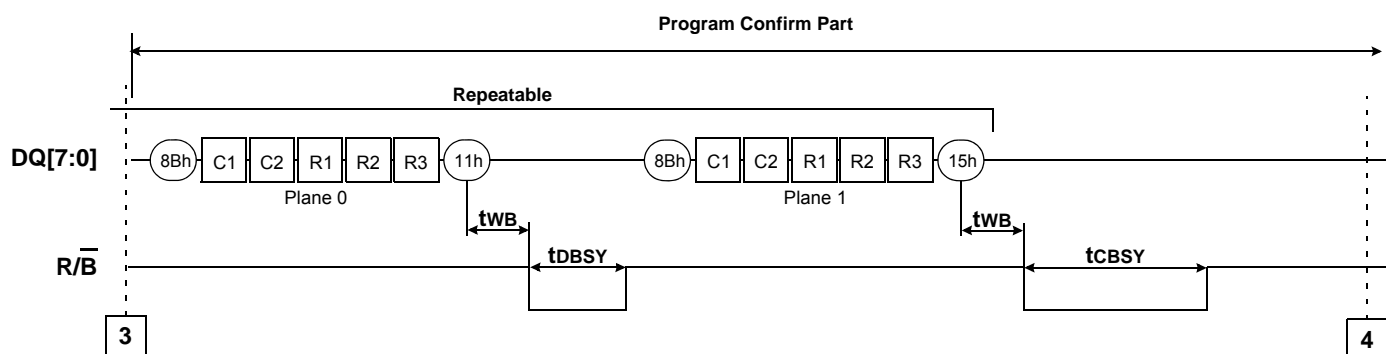 Program Confirm Part
Repeatable
DQ[7:0] 8Bh C1 C2 R1 R2 R3 11h 8Bh C1 C2 R1 R2 R3 15h
Plane 0 Plane 1
tWB tWB
R/B tDBSY tCBSY
3 4